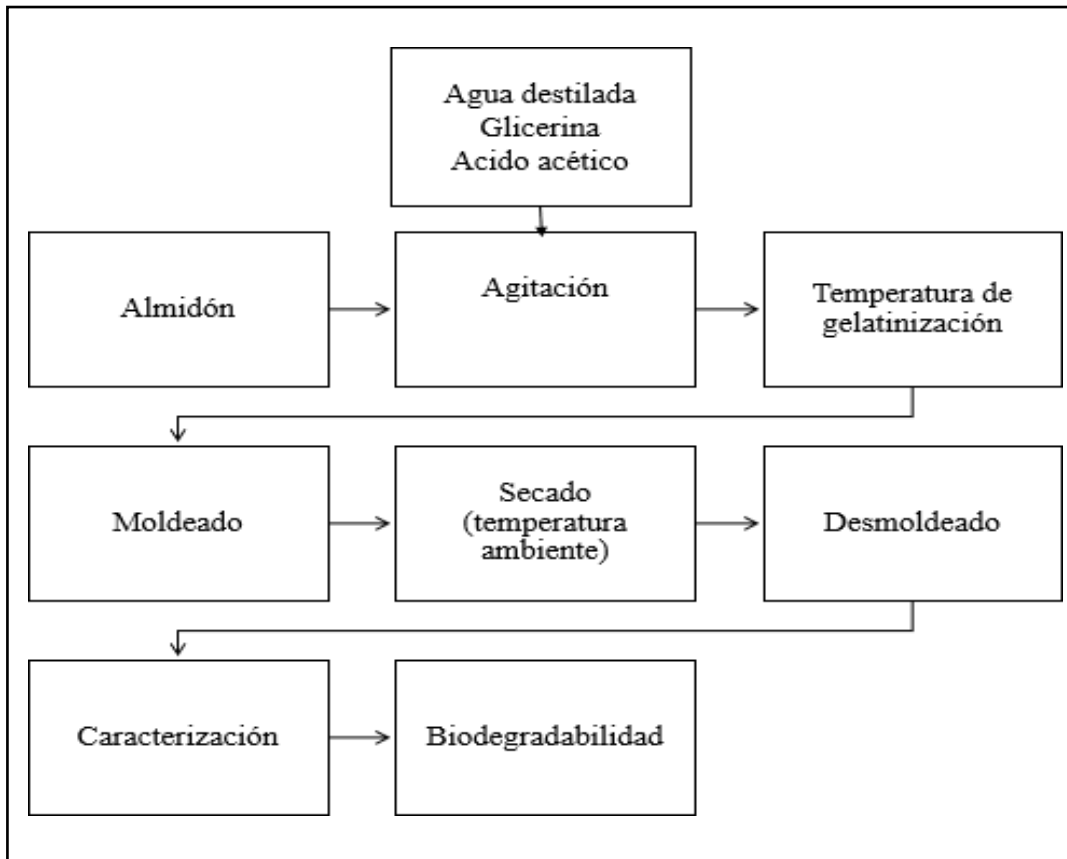 Agua destilada
Glicerina
Acido acético
Almidón
Agitación
Temperatura de
gelatinización
Moldeado
Secado
(temperatura
ambiente)
Desmoldeado
Caracterización
Biodegradabilidad